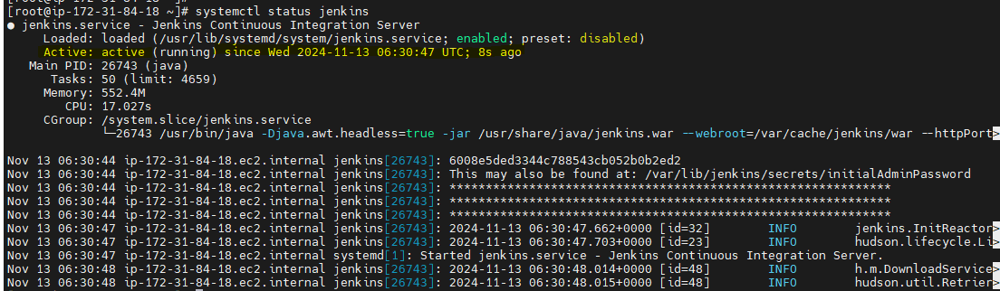 [root@ip-172-31-84-18 ~]#
[root@ip-172-31-84-18 ~]# systemctl status jenkins
● jenkins.service - Jenkins Continuous Integration Server
Loaded: loaded (/usr/lib/systemd/system/jenkins.service; enabled; preset: disabled)
Active: active (running) since Wed 2024-11-13 06:30:47 UTC; 8s ago
Main PID: 26743 (java)
Tasks: 50 (limit: 4659)
Memory: 552.4M
CPU: 17.027s
CGroup: /system.slice/jenkins.service
└─26743 /usr/bin/java -Djava.awt.headless=true -jar /usr/share/java/jenkins.war --webroot=/var/cache/jenkins/war --httpPort>
Nov 13 06:30:44 ip-172-31-84-18.ec2.internal jenkins[26743]: 6008e5ded3344c788543cb052b0b2ed2
Nov 13 06:30:44 ip-172-31-84-18.ec2.internal jenkins[26743]: This may also be found at: /var/lib/jenkins/secrets/initialAdminPassword
Nov 13 06:30:44 ip-172-31-84-18.ec2.internal jenkins[26743]: *************************************************************
Nov 13 06:30:44 ip-172-31-84-18.ec2.internal jenkins[26743]: *************************************************************
Nov 13 06:30:44 ip-172-31-84-18.ec2.internal jenkins[26743]: *************************************************************
Nov 13 06:30:47 ip-172-31-84-18.ec2.internal jenkins[26743]: 2024-11-13 06:30:47.662+0000 [id=32] INFO jenkins.InitReactor>
Nov 13 06:30:47 ip-172-31-84-18.ec2.internal jenkins[26743]: 2024-11-13 06:30:47.703+0000 [id=23] INFO hudson.lifecycle.Li>
Nov 13 06:30:47 ip-172-31-84-18.ec2.internal systemd[1]: Started jenkins.service - Jenkins Continuous Integration Server.
Nov 13 06:30:48 ip-172-31-84-18.ec2.internal jenkins[26743]: 2024-11-13 06:30:48.014+0000 [id=48] INFO h.m.DownloadService>
Nov 13 06:30:48 ip-172-31-84-18.ec2.internal jenkins[26743]: 2024-11-13 06:30:48.015+0000 [id=48] INFO hudson.util.Retrier>